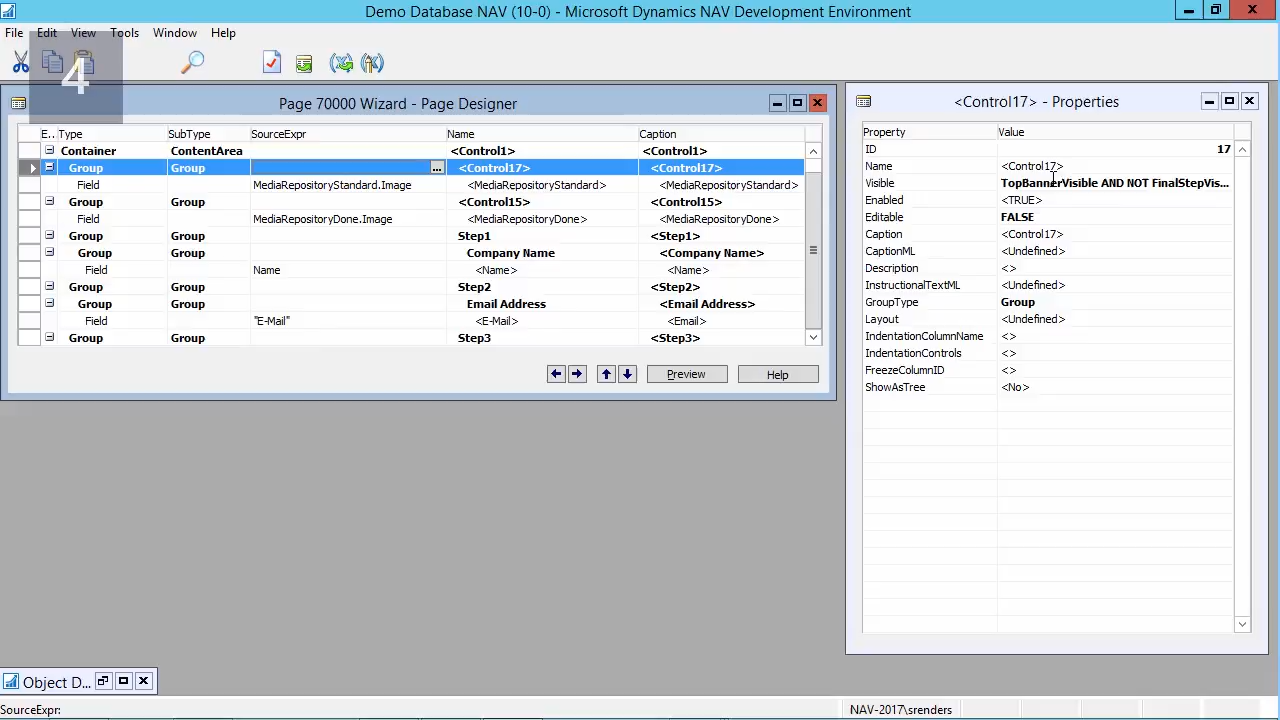 Demo Database NAV (10-0) - Microsoft Dynamics NAV Development Environment
File Edit View Tools Window Help
4
Page 70000 Wizard - Page Designer
E.. Type SubType SourceExpr Name Caption
Container ContentArea <Control1> <Control1>
Group Group ... <Control17> <Control17>
Field MediaRepositoryStandard.Image <MediaRepositoryStandard> <MediaRepositoryStandard>
Group Group <Control15> <Control15>
Field MediaRepositoryDone.Image <MediaRepositoryDone> <MediaRepositoryDone>
Group Group Step1 <Step1>
Group Group Company Name <Company Name>
Field Name <Name> <Name>
Group Group Step2 <Step2>
Group Group Email Address <Email Address>
Field "E-Mail" <E-Mail> <Email>
Group Group Step3 <Step3>
Preview Help
<Control17> - Properties
Property Value
ID 17
Name <Control17>
Visible TopBannerVisible AND NOT FinalStepVis...
Enabled <TRUE>
Editable FALSE
Caption <Control17>
CaptionML <Undefined>
Description <>
InstructionalTextML <Undefined>
GroupType Group
Layout <Undefined>
IndentationColumnName <>
IndentationControls <>
FreezeColumnID <>
ShowAsTree <No>
Object D...
SourceExpr:
NAV-2017\srenders